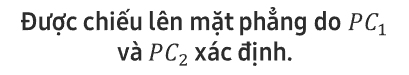 Được chiếu lên mặt phẳng do PC₁
và PC₂ xác định.